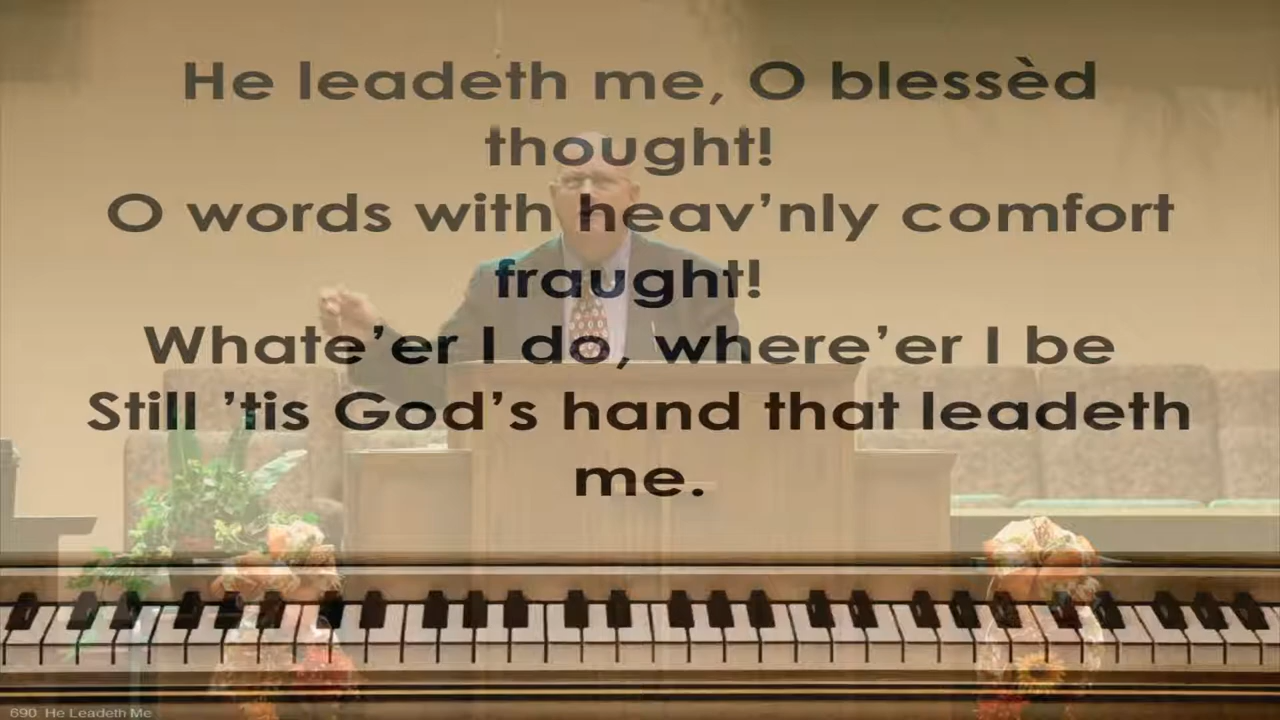 He leadeth me, O blessèd
thought!
O words with heav’nly comfort
fraught!
Whate’er I do, where’er I be
Still ’tis God’s hand that leadeth
me.
690 He Leadeth Me